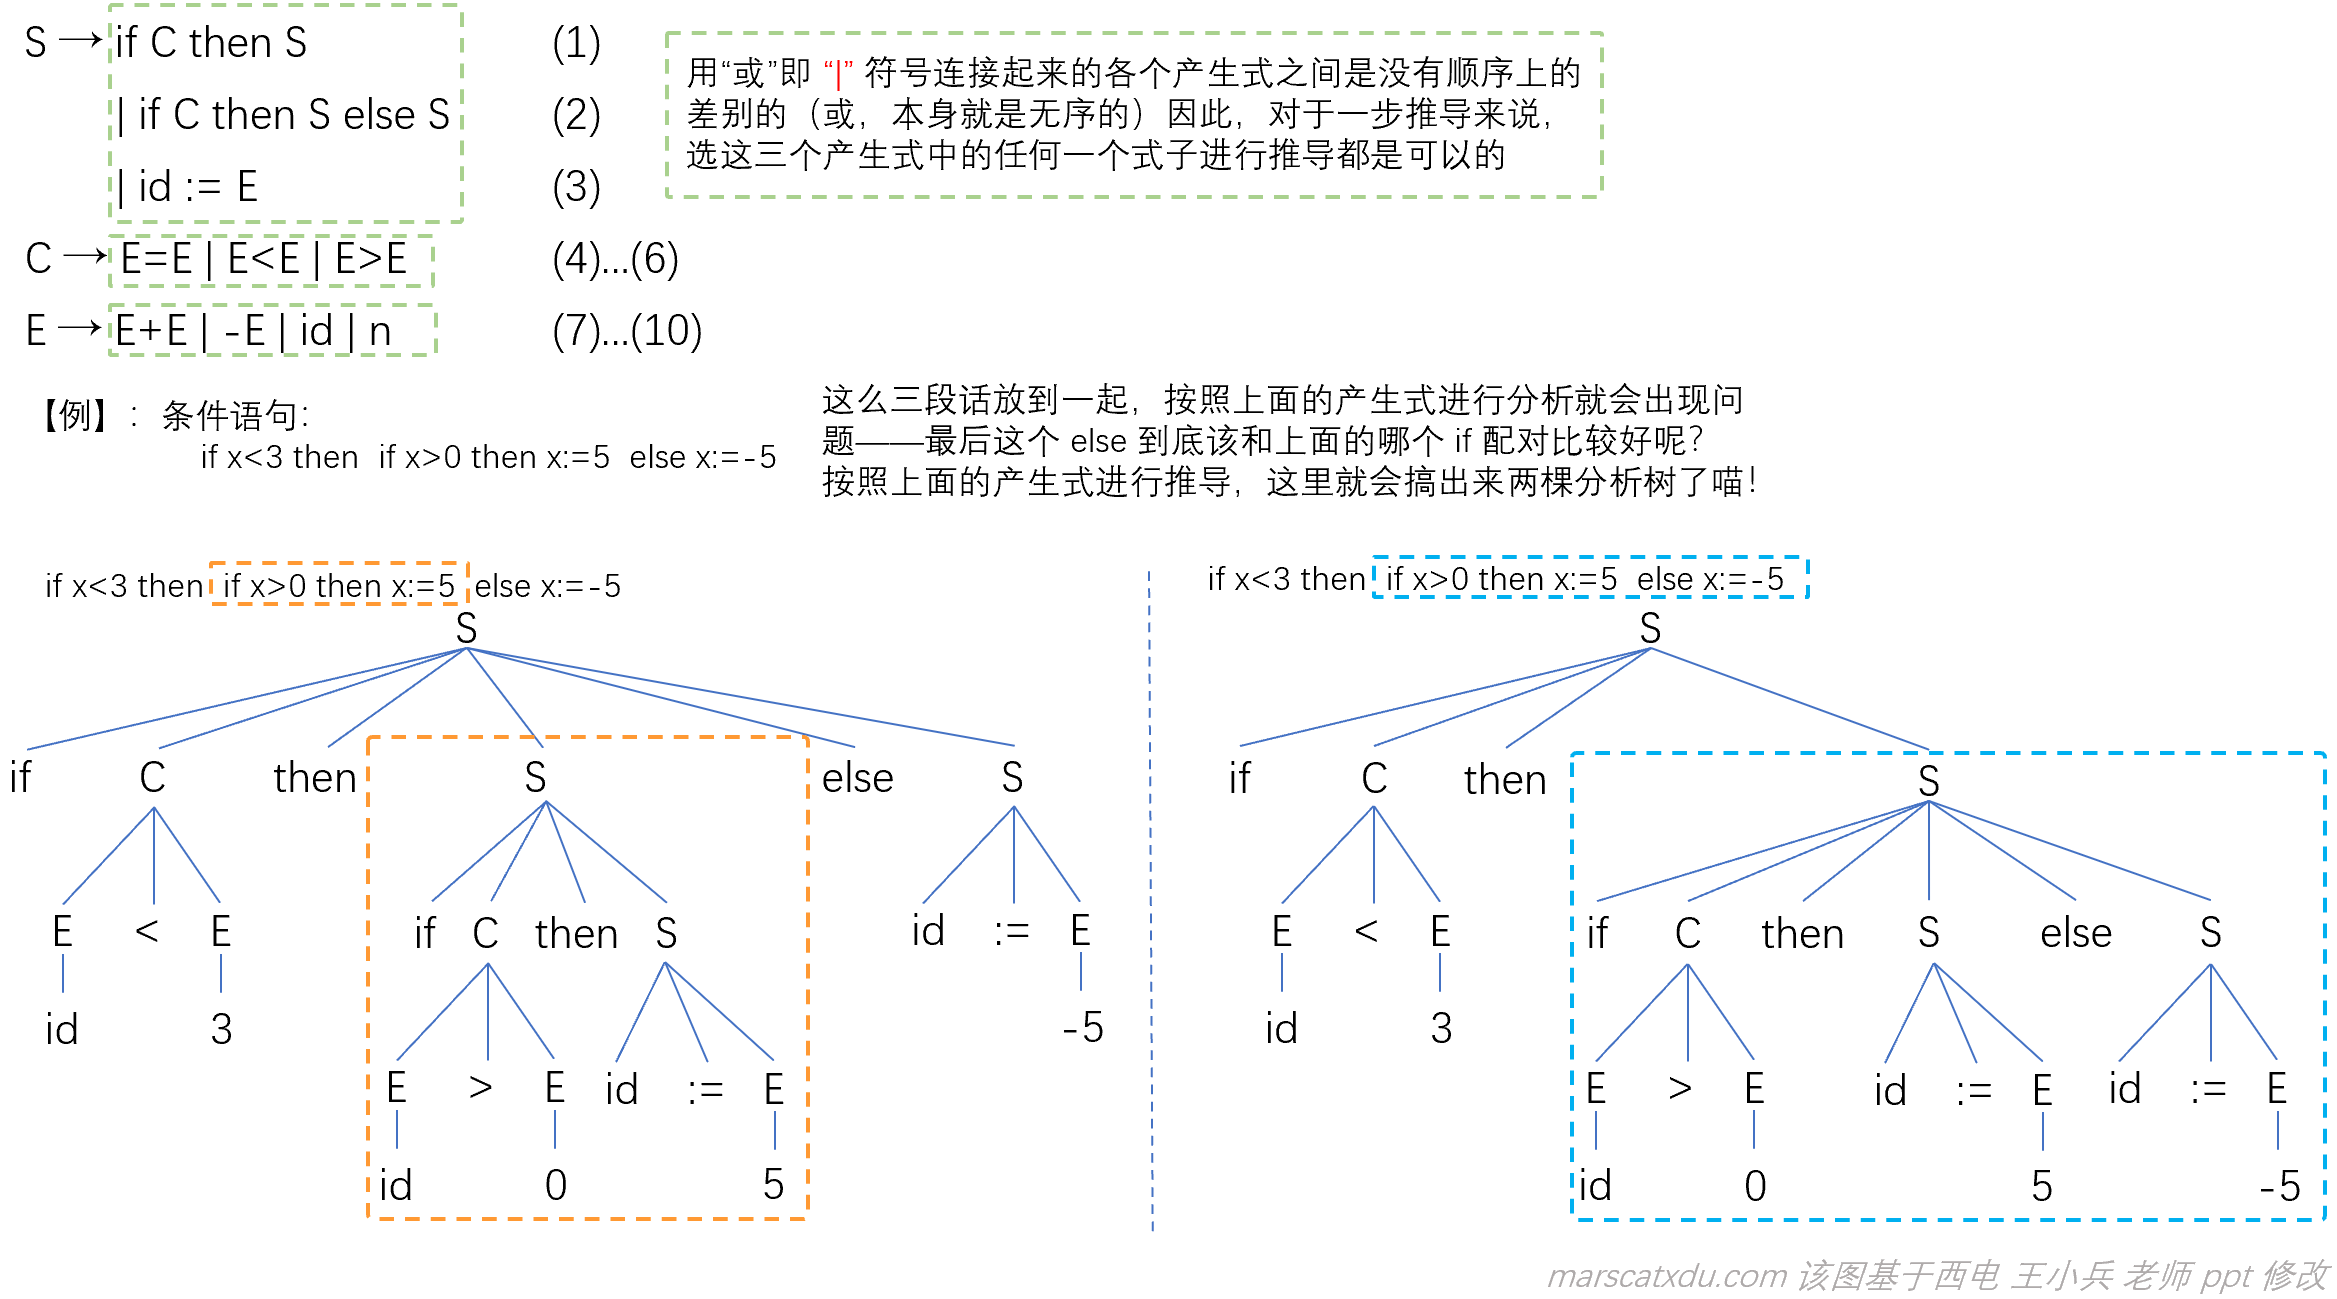 S → if C then S (1)
| if C then S else S (2)
| id := E (3)
C → E=E | E<E | E>E (4)...(6)
E → E+E | -E | id | n (7)...(10)
用“或”即 “|” 符号连接起来的各个产生式之间是没有顺序上的
差别的（或，本身就是无序的）因此，对于一步推导来说，
选这三个产生式中的任何一个式子进行推导都是可以的
【例】：条件语句：
if x<3 then if x>0 then x:=5 else x:=-5
这么三段话放到一起，按照上面的产生式进行分析就会出现问
题——最后这个 else 到底该和上面的哪个 if 配对比较好呢？
按照上面的产生式进行推导，这里就会搞出来两棵分析树了喵！
if x<3 then if x>0 then x:=5 else x:=-5
S
if C then S else S
E < E if C then S id := E
id 3 -5
E > E id := E
id 0 5
if x<3 then if x>0 then x:=5 else x:=-5
S
if C then S
E < E if C then S else S
id 3
E > E id := E id := E
id 0 5 -5
marscatxdu.com 该图基于西电 王小兵 老师 ppt 修改